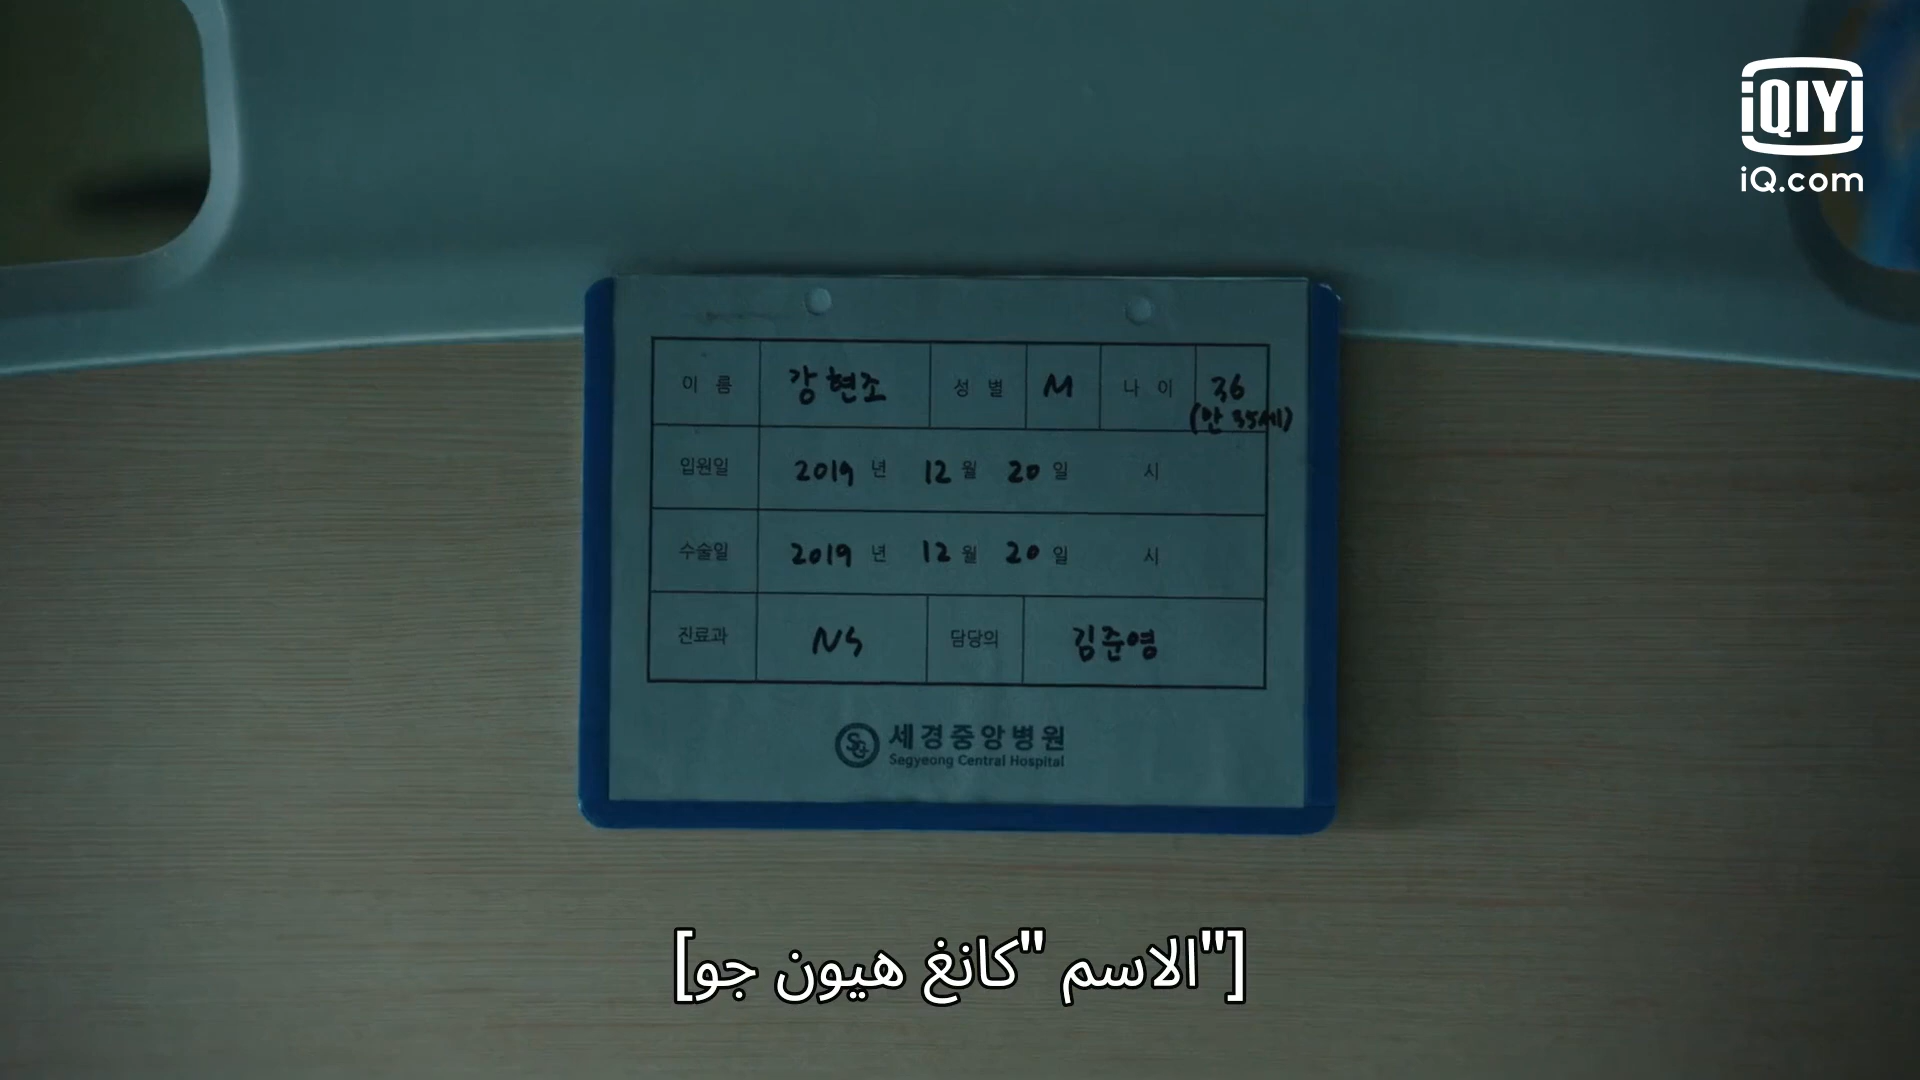 iQIYI
iQ.com
이 름 강현조 성 별 M 나 이 36
(만 35세)
입원일 2019 년 12 월 20 일 시
수술일 2019 년 12 월 20 일 시
진료과 NS 담당의 김준영
SG 세경중앙병원
Segyeong Central Hospital
["الاسم "كانغ هيون جو]